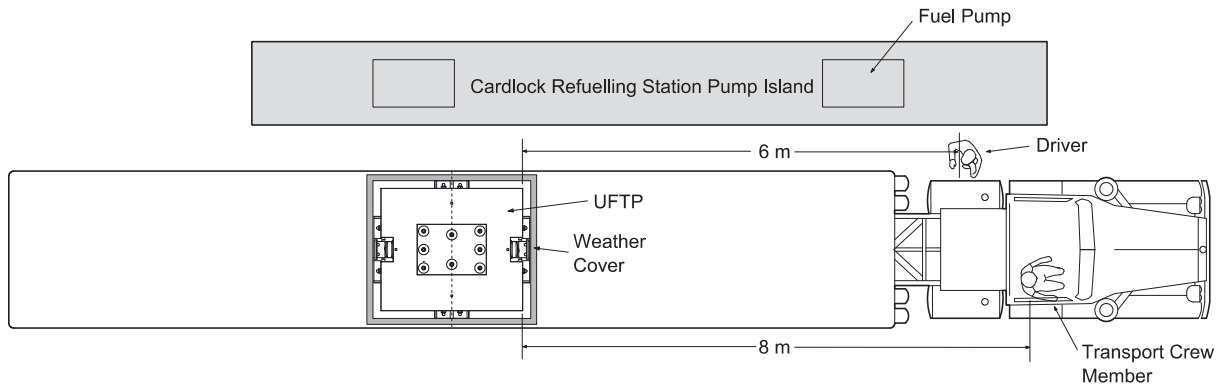 Fuel Pump
Cardlock Refuelling Station Pump Island
6 m
Driver
UFTP
Weather
Cover
8 m
Transport Crew
Member